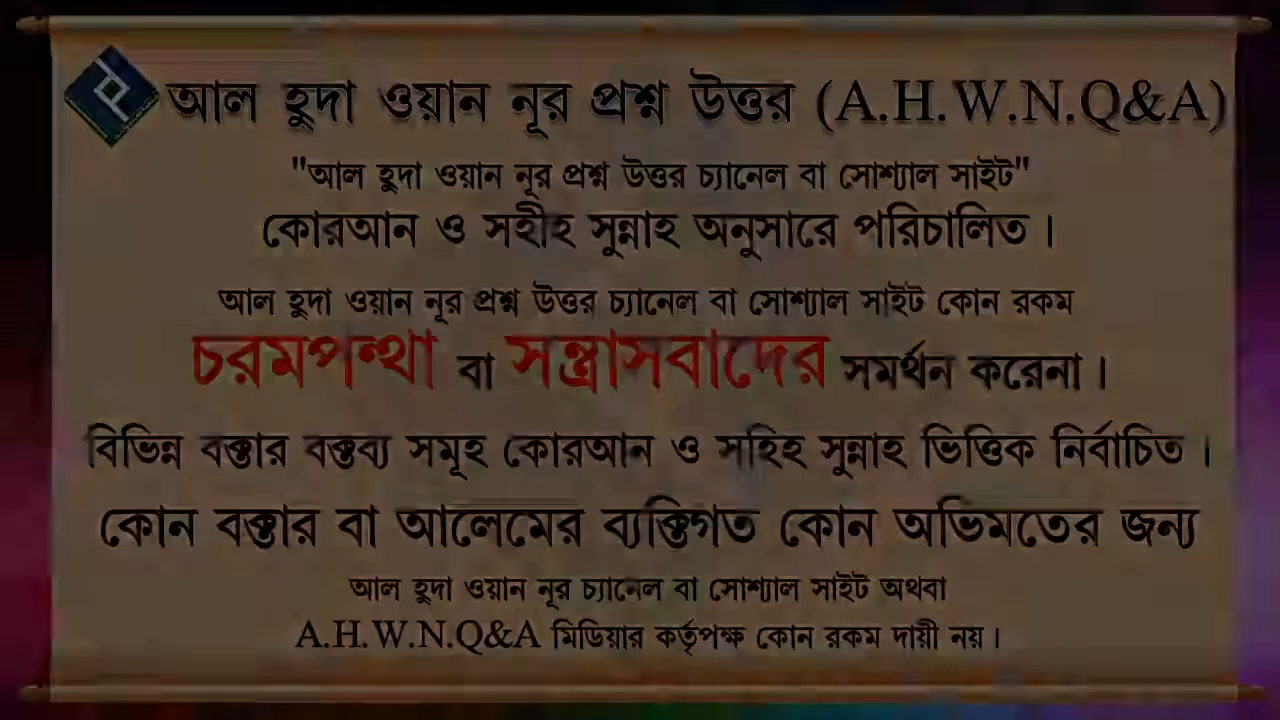 আল হুদা ওয়ান নূর প্রশ্ন উত্তর (A.H.W.N.Q&A)
"আল হুদা ওয়ান নূর প্রশ্ন উত্তর চ্যানেল বা সোশ্যাল সাইট"
কোরআন ও সহীহ সুন্নাহ অনুসারে পরিচালিত।
আল হুদা ওয়ান নূর প্রশ্ন উত্তর চ্যানেল বা সোশ্যাল সাইট কোন রকম
চরমপন্থা বা সন্ত্রাসবাদের সমর্থন করেনা।
বিভিন্ন বক্তার বক্তব্য সমূহ কোরআন ও সহিহ সুন্নাহ ভিত্তিক নির্বাচিত।
কোন বক্তার বা আলেমের ব্যক্তিগত কোন অভিমতের জন্য
আল হুদা ওয়ান নূর চ্যানেল বা সোশ্যাল সাইট অথবা
A.H.W.N.Q&A মিডিয়ার কর্তৃপক্ষ কোন রকম দায়ী নয়।